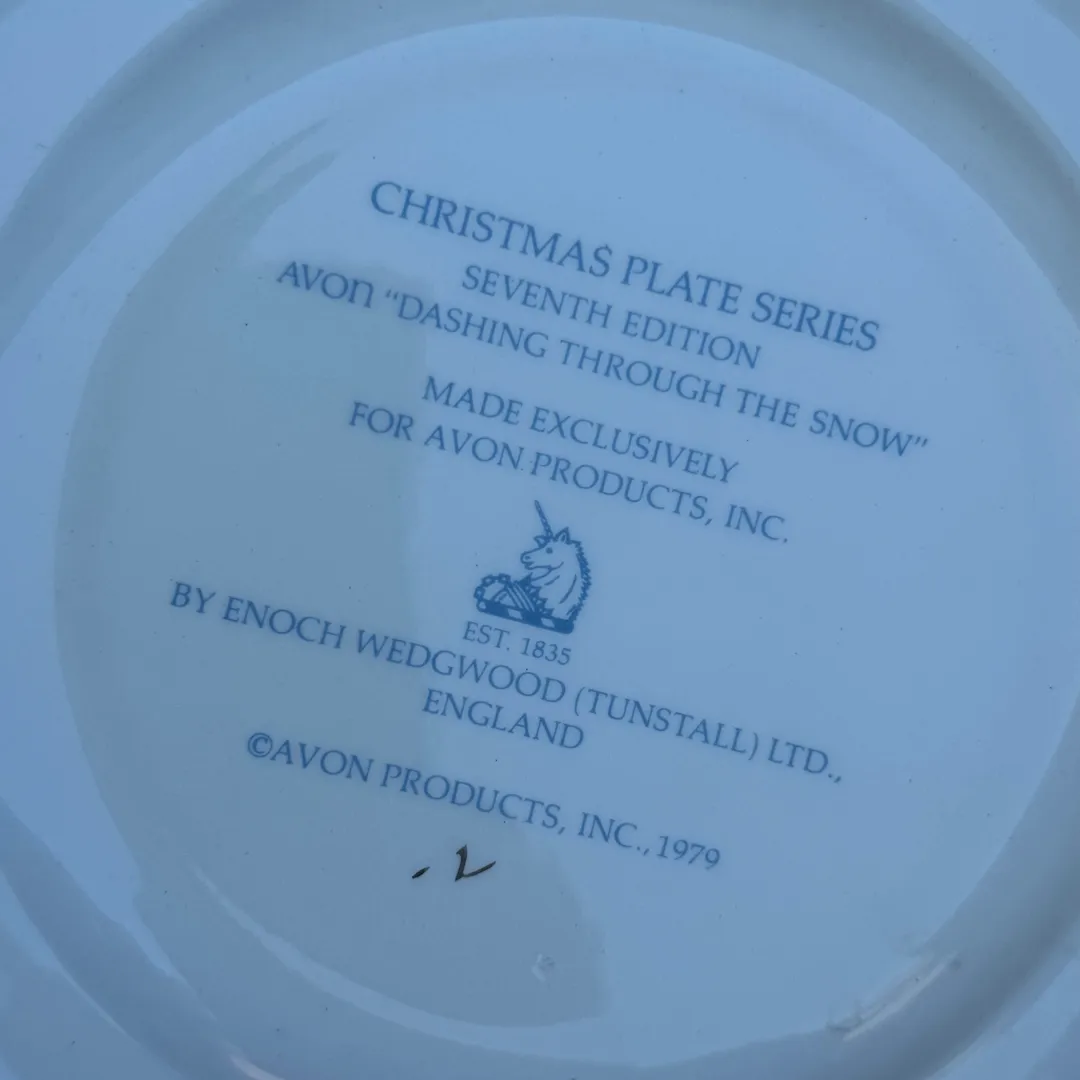 CHRISTMAS PLATE SERIES
SEVENTH EDITION
AVON “DASHING THROUGH THE SNOW”
MADE EXCLUSIVELY
FOR AVON PRODUCTS, INC.
EST. 1835
BY ENOCH WEDGWOOD (TUNSTALL) LTD.,
ENGLAND
©AVON PRODUCTS, INC., 1979